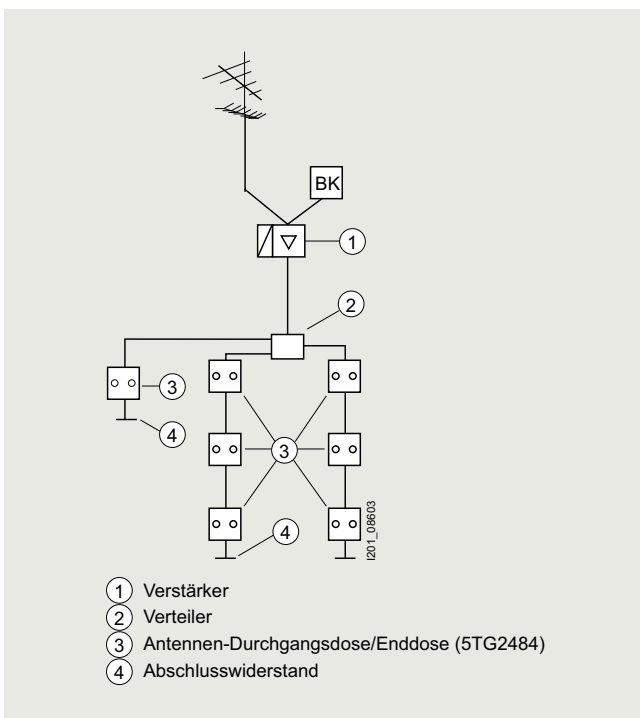 BK
1
2
3
4
3
4
I201_08603
1 Verstärker
2 Verteiler
3 Antennen-Durchgangsdose/Enddose (5TG2484)
4 Abschlusswiderstand